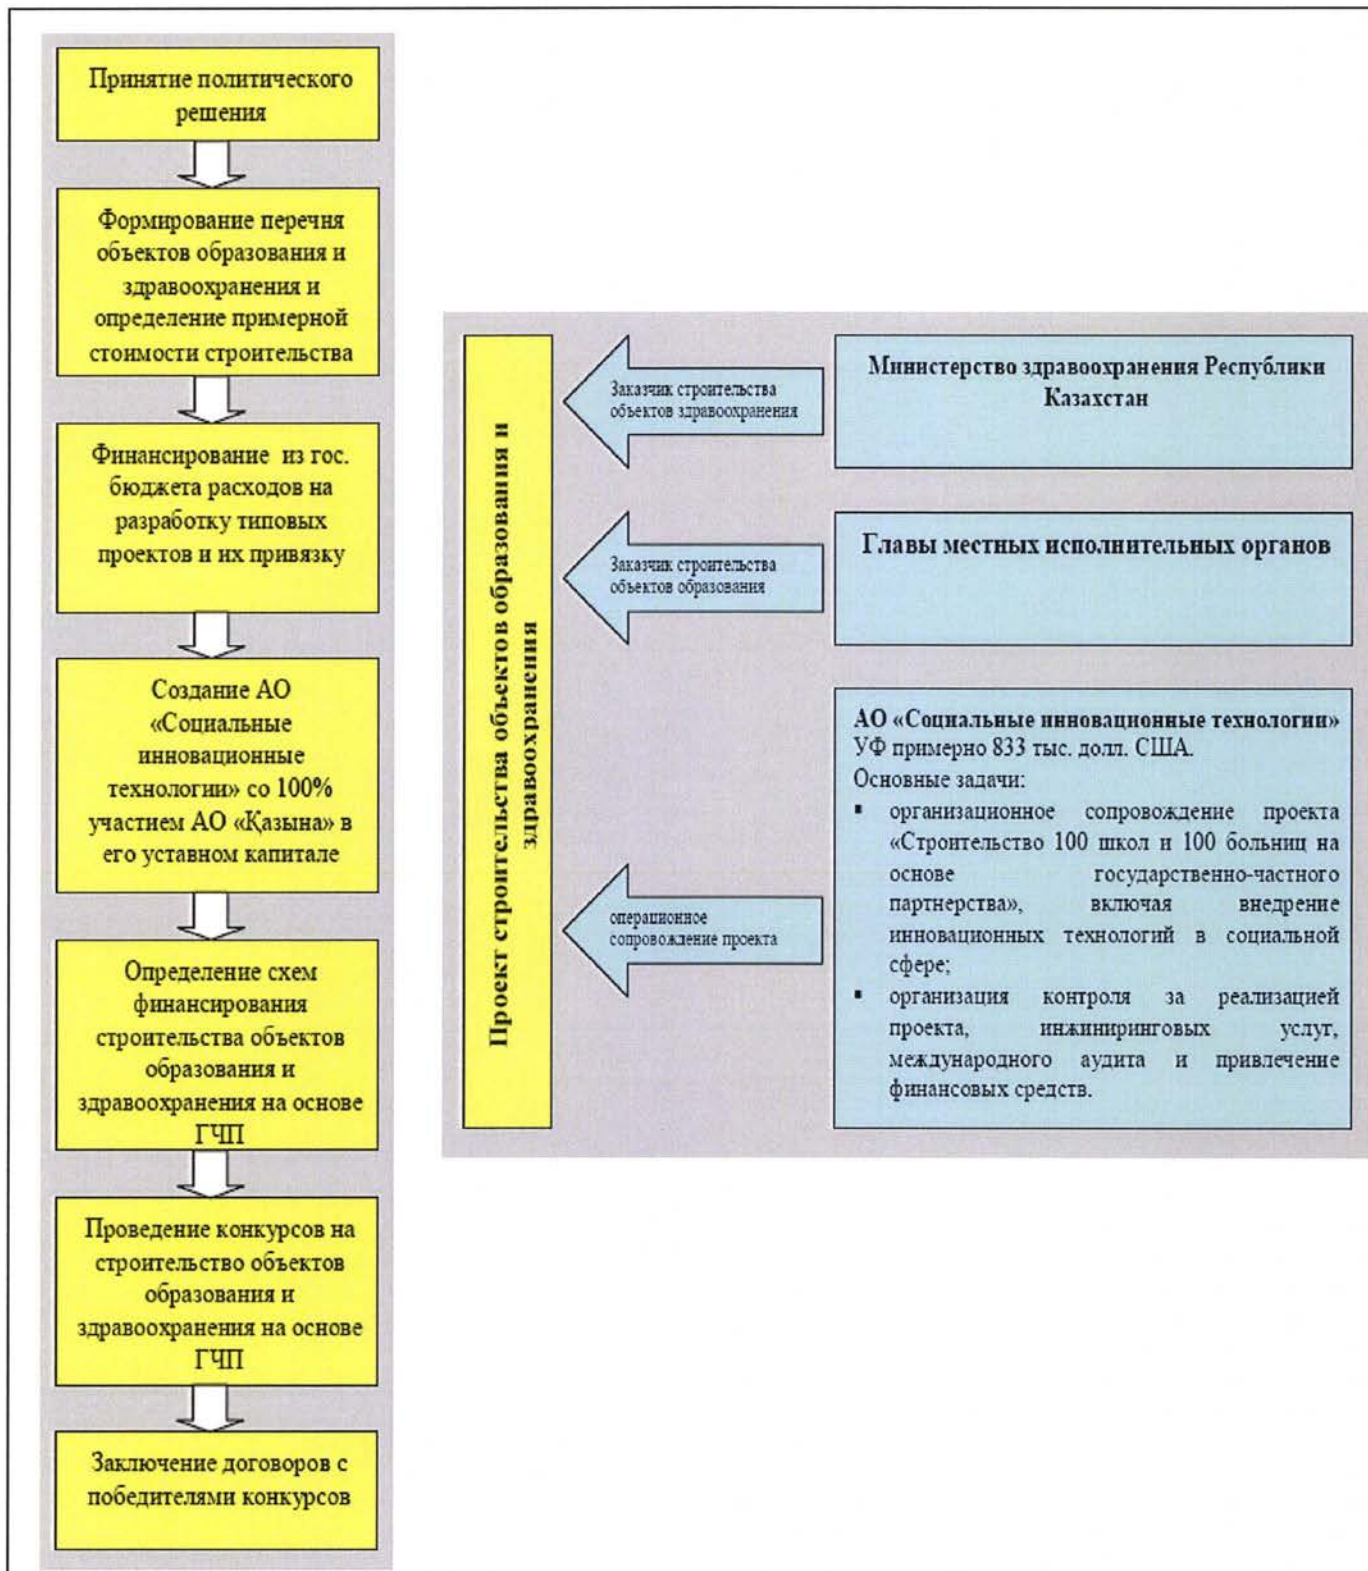 Принятие политического
решения
Формирование перечня
объектов образования и
здравоохранения и
определение примерной
стоимости строительства
Финансирование из гос.
бюджета расходов на
разработку типовых
проектов и их привязку
Создание АО
«Социальные
инновационные
технологии» со 100%
участием АО «Қазына» в
его уставном капитале
Определение схем
финансирования
строительства объектов
образования и
здравоохранения на основе
ГЧП
Проведение конкурсов на
строительство объектов
образования и
здравоохранения на основе
ГЧП
Заключение договоров с
победителями конкурсов
Проект строительства объектов образования и
здравоохранения
Заказчик строительства
объектов здравоохранения
Министерство здравоохранения Республики
Казахстан
Заказчик строительства
объектов образования
Главы местных исполнительных органов
операционное
сопровождение проекта
АО «Социальные инновационные технологии»
УФ примерно 833 тыс. долл. США.
Основные задачи:
▪ организационное сопровождение проекта
«Строительство 100 школ и 100 больниц на
основе государственно-частного
партнерства», включая внедрение
инновационных технологий в социальной
сфере;
▪ организация контроля за реализацией
проекта, инжиниринговых услуг,
международного аудита и привлечение
финансовых средств.